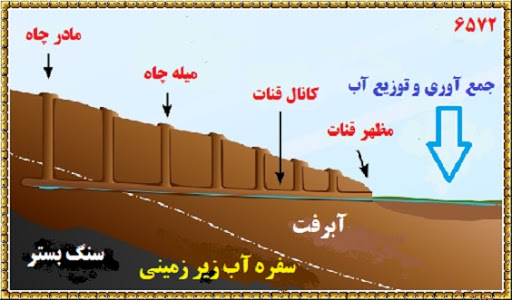 ۶۵۷۲
مادر چاه
میله چاه
جمع آوری و توزیع آب
کانال قنات
مظهر قنات
آبرفت
سنگ بستر
سفره آب زیر زمینی